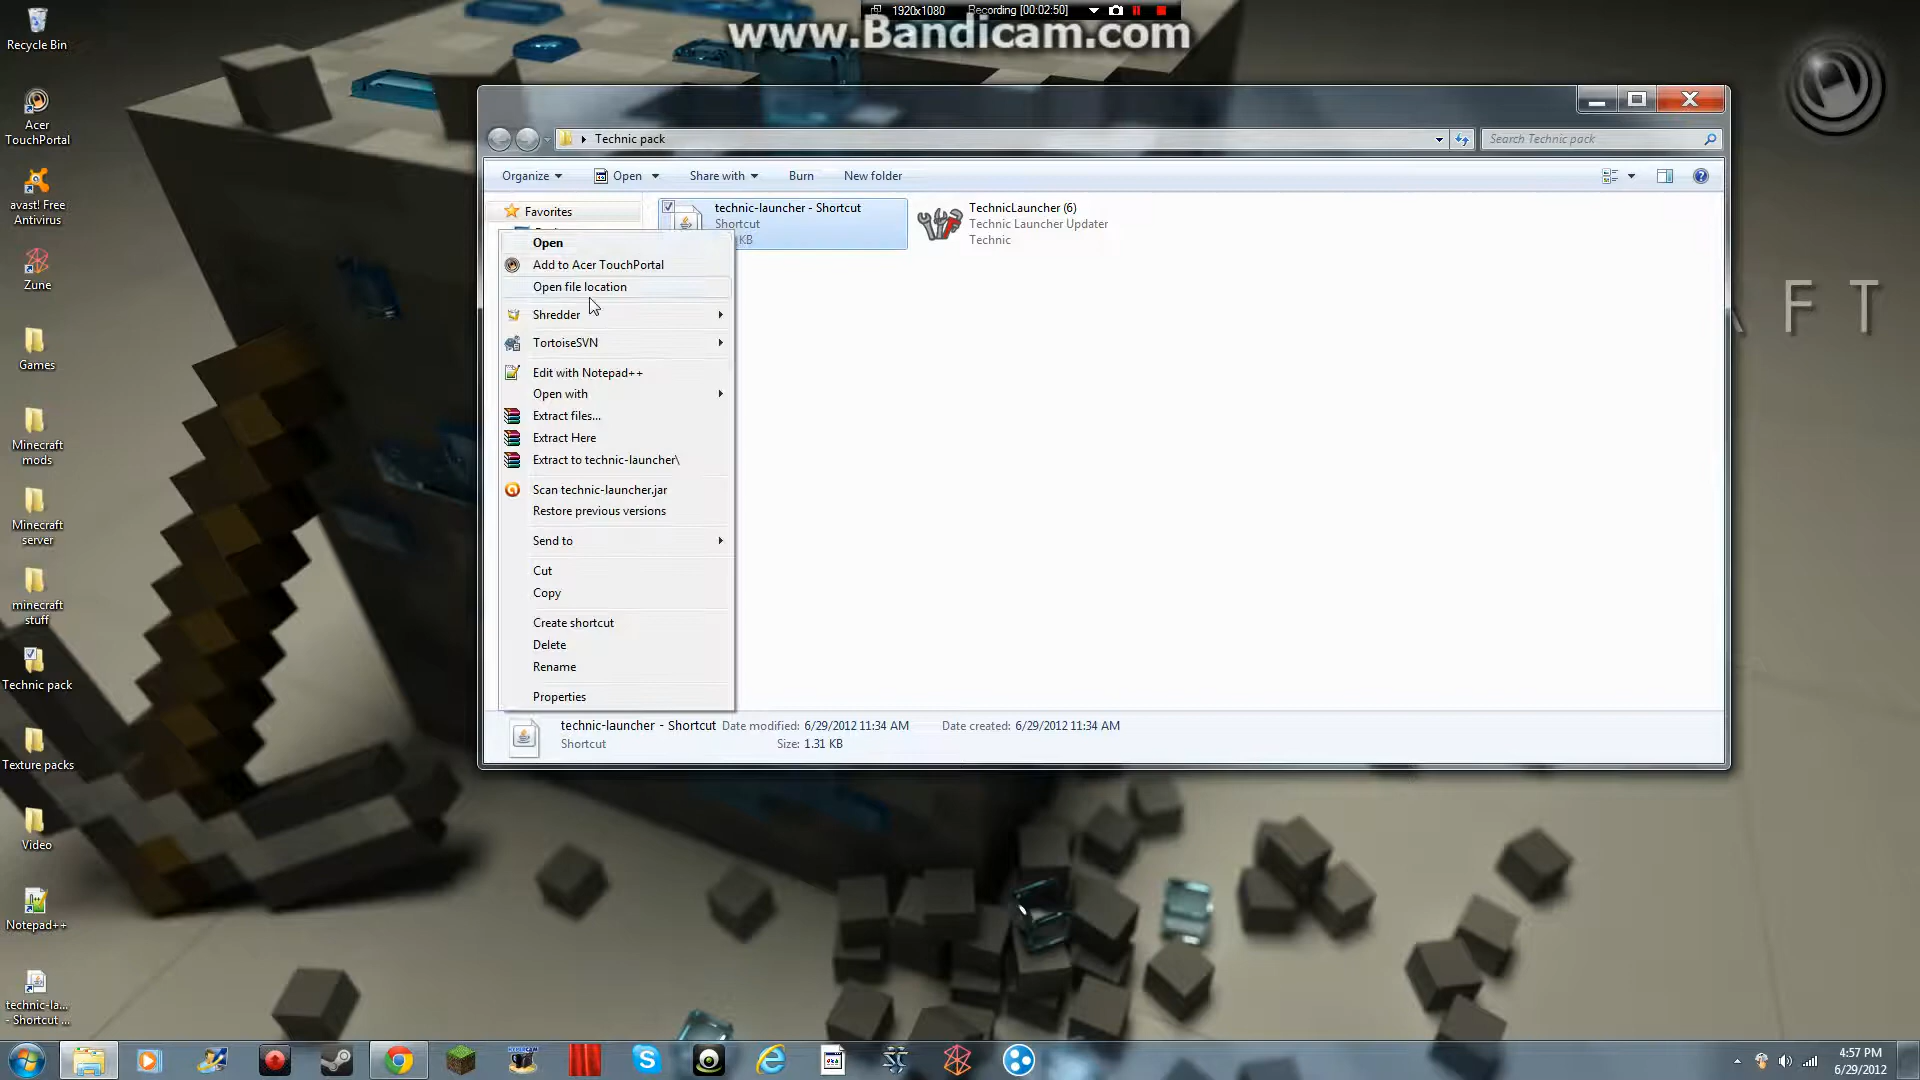 1920x1080 Recording [00:02:50]
www.Bandicam.com
Recycle Bin
Acer
TouchPortal
avast! Free
Antivirus
Zune
Games
Minecraft
mods
Minecraft
server
minecraft
stuff
Technic pack
Texture packs
Video
Notepad++
technic-la...
- Shortcut ...
Technic pack
Search Technic pack
Organize
Open
Share with
Burn
New folder
Favorites
technic-launcher - Shortcut
Shortcut
KB
TechnicLauncher (6)
Technic Launcher Updater
Technic
Open
Add to Acer TouchPortal
Open file location
Shredder
TortoiseSVN
Edit with Notepad++
Open with
Extract files...
Extract Here
Extract to technic-launcher\
Scan technic-launcher.jar
Restore previous versions
Send to
Cut
Copy
Create shortcut
Delete
Rename
Properties
technic-launcher - Shortcut Date modified: 6/29/2012 11:34 AM Date created: 6/29/2012 11:34 AM
Shortcut Size: 1.31 KB
F T
4:57 PM
6/29/2012